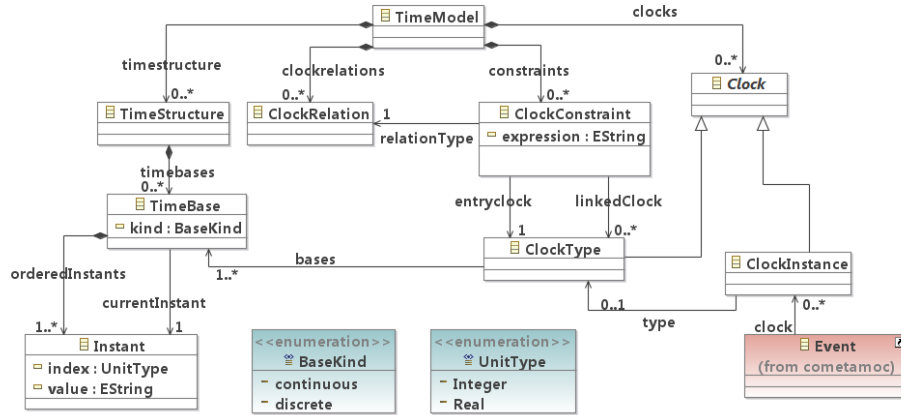 TimeModel
clocks
timestructure
clockrelations
constraints
0..*
0..*
0..*
0..*
Clock
TimeStructure
ClockRelation
1
relationType
ClockConstraint
expression : EString
timebases
0..*
TimeBase
kind : BaseKind
entryclock
linkedClock
1
0..*
ClockType
bases
1..*
ClockInstance
orderedInstants
currentInstant
0..1
type
0..*
clock
1..*
1
Instant
index : UnitType
value : EString
<<enumeration>>
BaseKind
continuous
discrete
<<enumeration>>
UnitType
Integer
Real
Event
(from cometamoc)